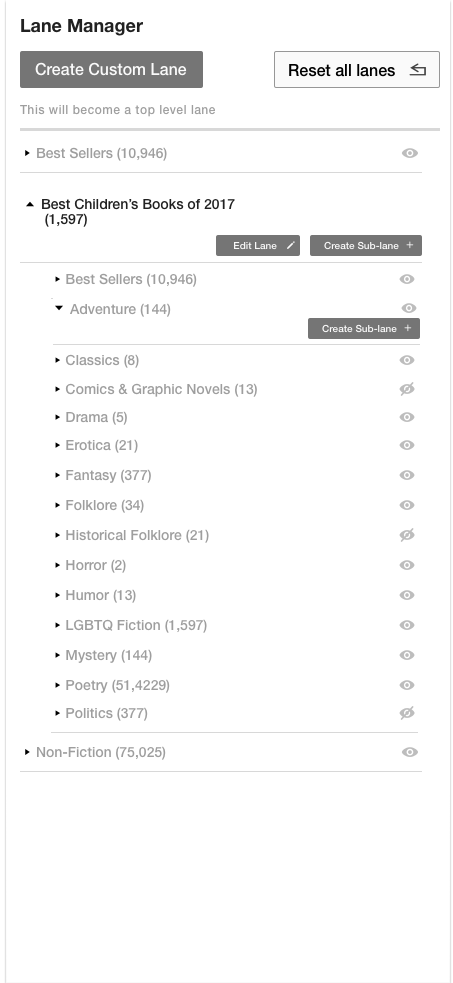 Lane Manager
Create Custom Lane
Reset all lanes
This will become a top level lane
Best Sellers (10,946)
Best Children’s Books of 2017
(1,597)
Edit Lane
Create Sub-lane +
Best Sellers (10,946)
Adventure (144)
Create Sub-lane +
Classics (8)
Comics & Graphic Novels (13)
Drama (5)
Erotica (21)
Fantasy (377)
Folklore (34)
Historical Folklore (21)
Horror (2)
Humor (13)
LGBTQ Fiction (1,597)
Mystery (144)
Poetry (51,4229)
Politics (377)
Non-Fiction (75,025)